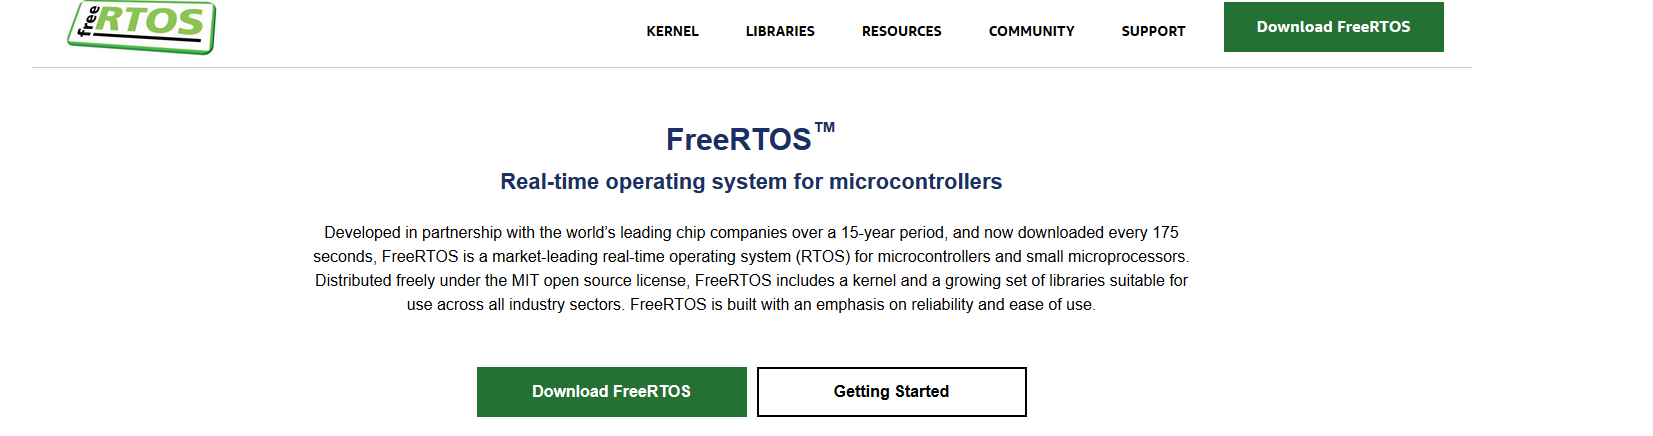 free RTOS
KERNEL LIBRARIES RESOURCES COMMUNITY SUPPORT Download FreeRTOS
FreeRTOS™
Real-time operating system for microcontrollers
Developed in partnership with the world’s leading chip companies over a 15-year period, and now downloaded every 175
seconds, FreeRTOS is a market-leading real-time operating system (RTOS) for microcontrollers and small microprocessors.
Distributed freely under the MIT open source license, FreeRTOS includes a kernel and a growing set of libraries suitable for
use across all industry sectors. FreeRTOS is built with an emphasis on reliability and ease of use.
Download FreeRTOS Getting Started